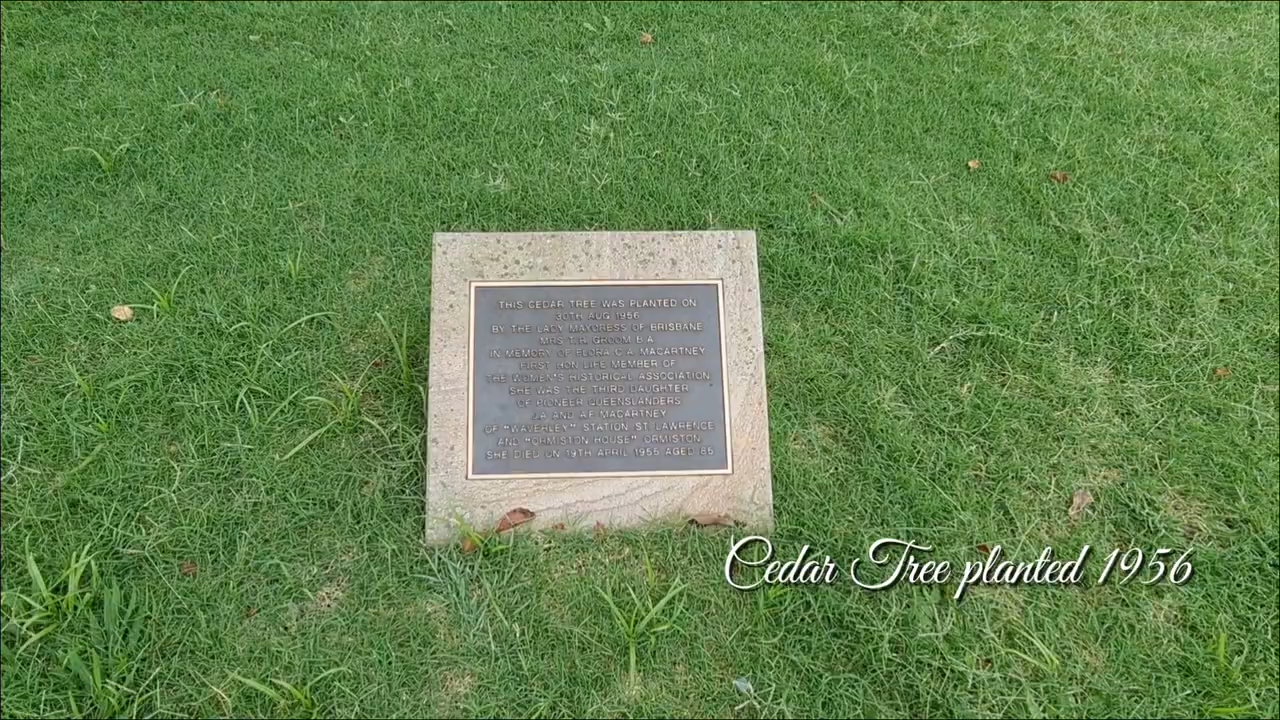 THIS CEDAR TREE WAS PLANTED ON
30TH AUG 1956
BY THE LADY MAYORESS OF BRISBANE
MRS T.R. GROOM B.A.
IN MEMORY OF FLORA C.A. MACARTNEY
FIRST HON LIFE MEMBER OF
THE WOMEN'S HISTORICAL ASSOCIATION
SHE WAS THE THIRD DAUGHTER
OF PIONEER QUEENSLANDERS
J.A. AND A.F. MACARTNEY
OF "WAVERLEY" STATION ST LAWRENCE
AND "ORMISTON HOUSE" ORMISTON
SHE DIED ON 19TH APRIL 1955 AGED 85
Cedar Tree planted 1956